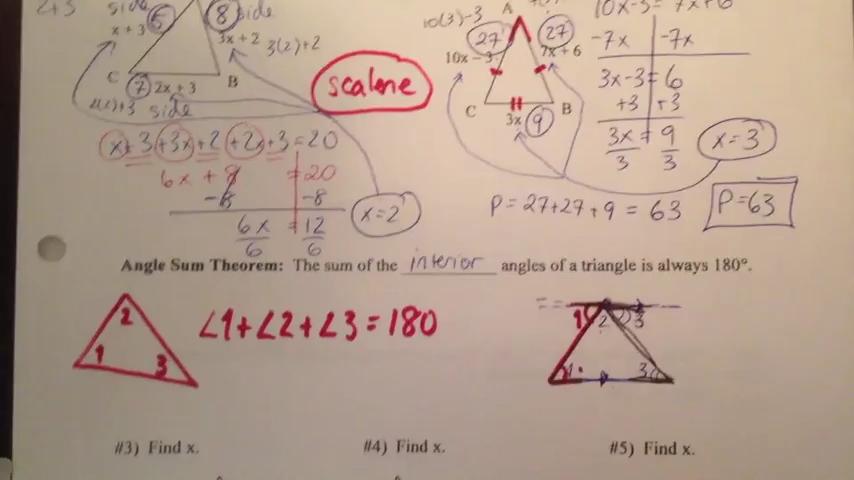 2+3
side
8 side
x + 3 5
3x + 2 3(2)+2
C 7 2x + 3 B
2(2)+3 side
x+3+3x+2+2x+3=20
6x + 8 = 20
-8 -8
6x = 12
6 6
x=2
scalene
10(3)-3
A
27 27
10x - 3 7x + 6
C B
3x 9
10x-3 = 7x+6
-7x -7x
3x-3=6
+3 +3
3x = 9
3 3
x=3
P = 27+27+9 = 63 P=63
Angle Sum Theorem: The sum of the interior angles of a triangle is always 180°.
2
1 3
∠1+∠2+∠3=180
1 2 3
1 3
#3) Find x. #4) Find x. #5) Find x.